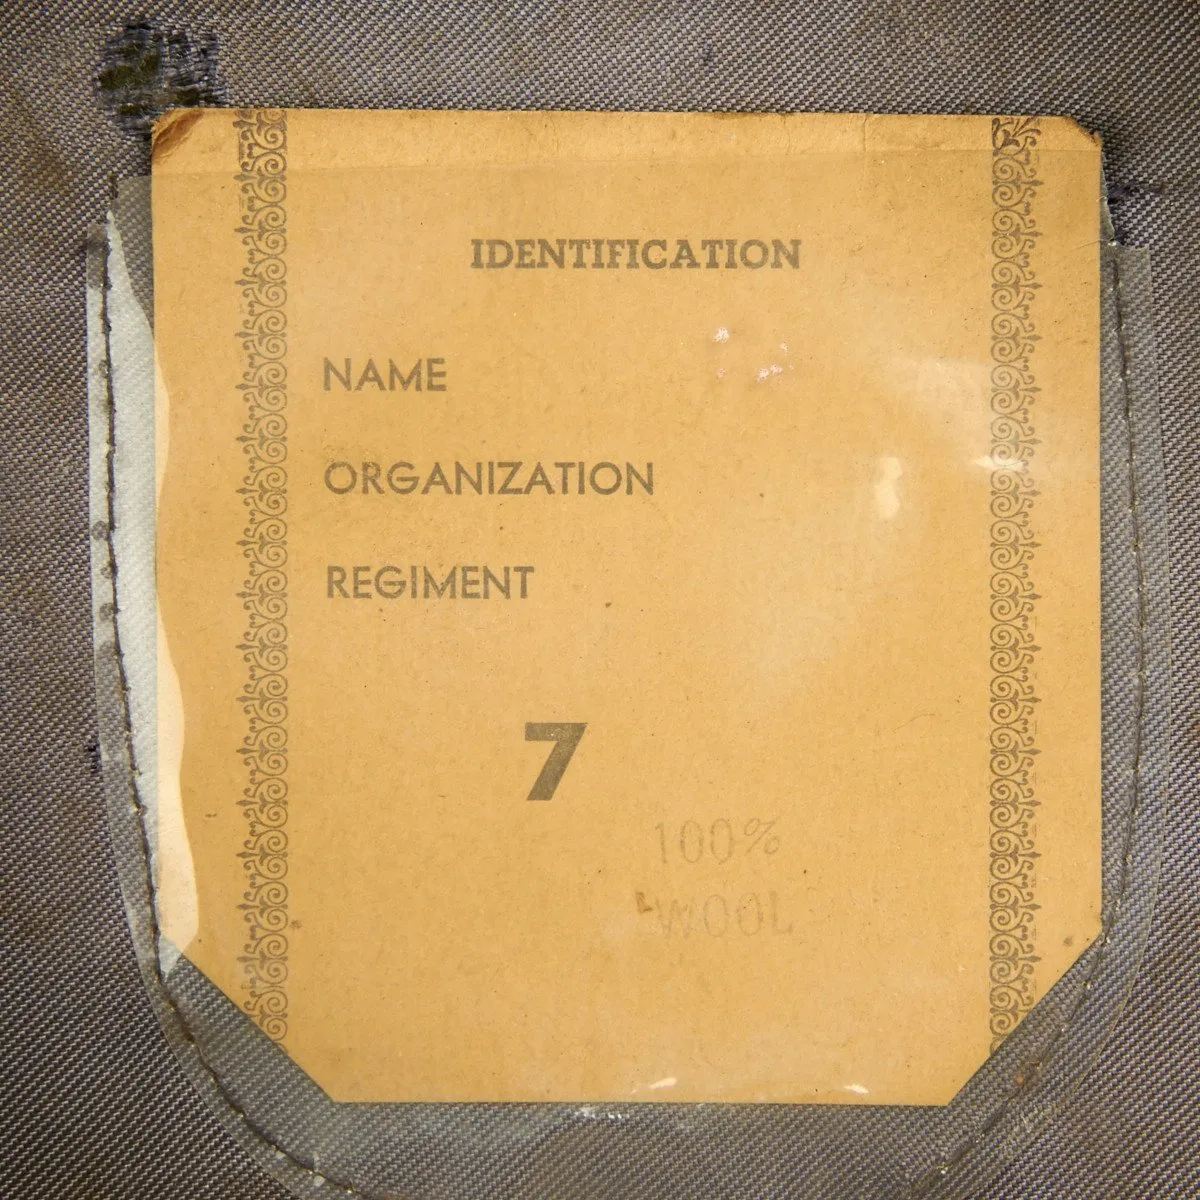 IDENTIFICATION
NAME
ORGANIZATION
REGIMENT
7
100%
WOOL